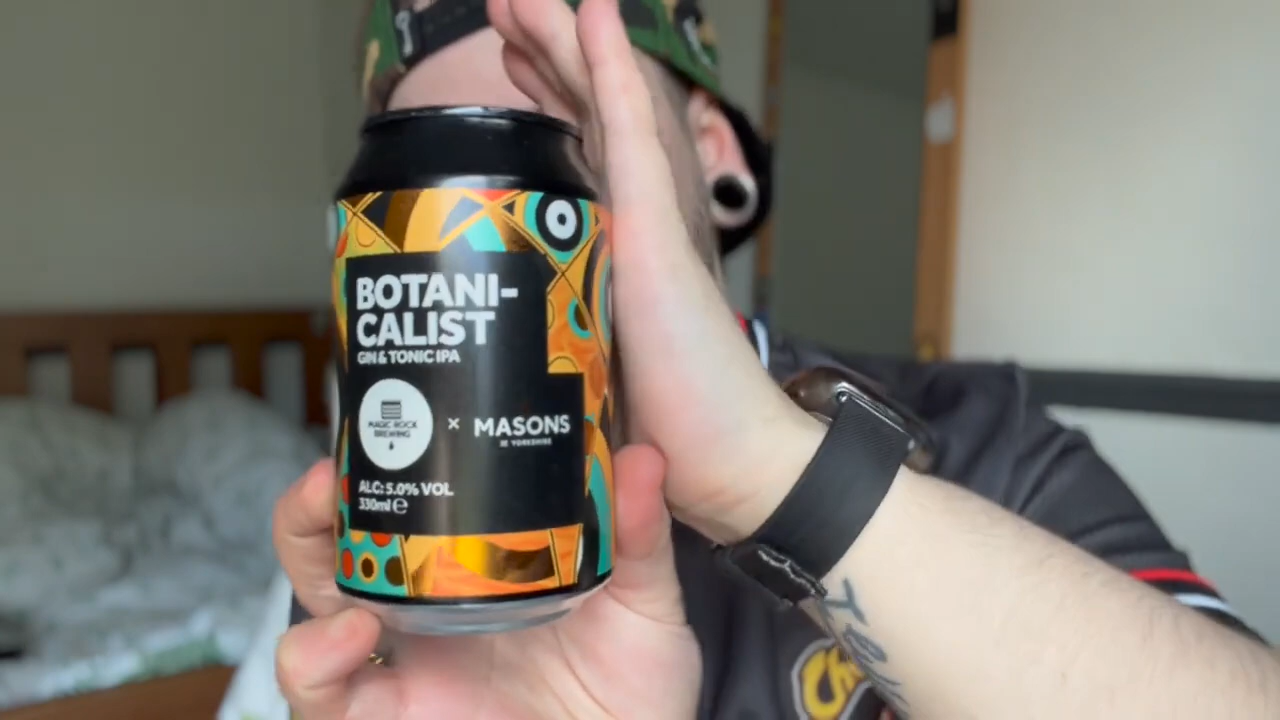 BOTANI-
CALIST
GIN & TONIC IPA
MAGIC ROCK
BREWING
× MASONS
OF YORKSHIRE
ALC: 5.0% VOL
330ml e